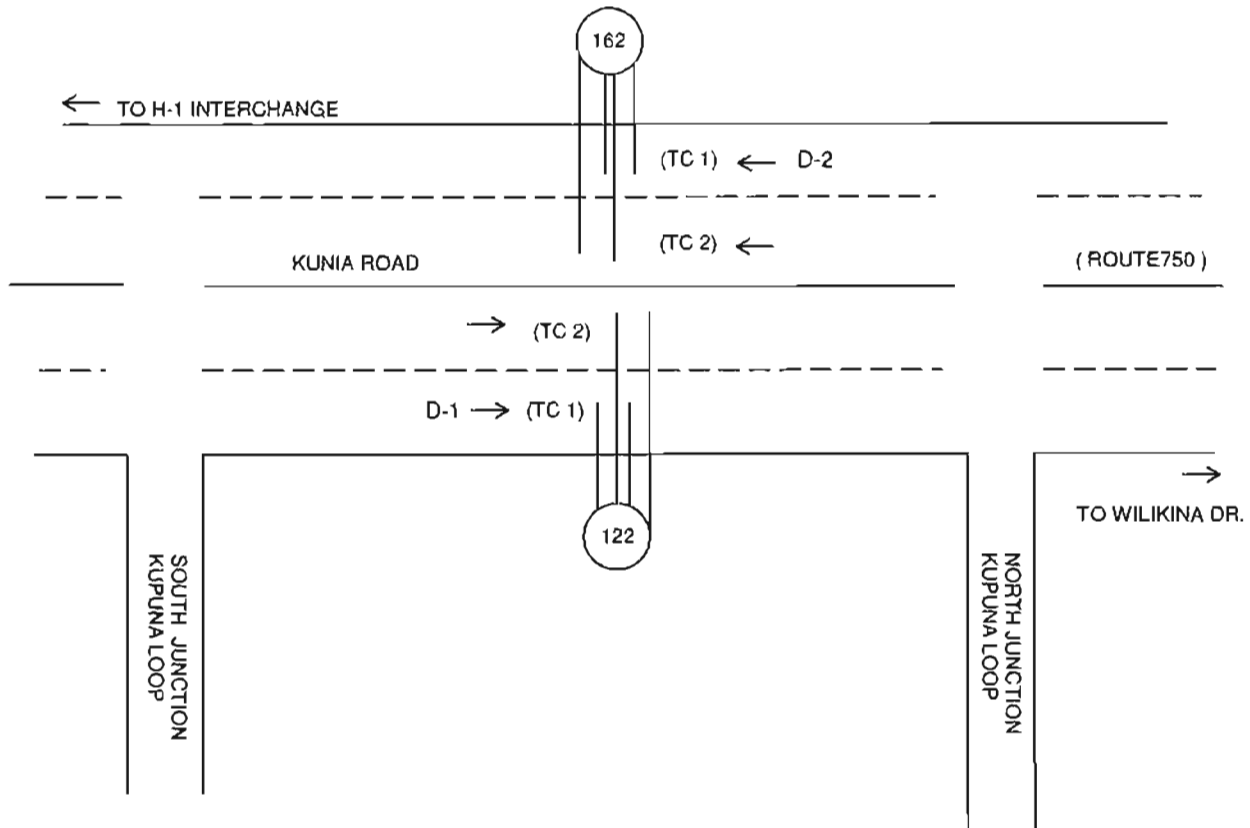 162
← TO H-1 INTERCHANGE
(TC 1) ← D-2
(TC 2) ←
KUNIA ROAD
( ROUTE750 )
→ (TC 2)
D-1 → (TC 1)
122
→
TO WILIKINA DR.
SOUTH JUNCTION
KUPUNA LOOP
NORTH JUNCTION
KUPUNA LOOP